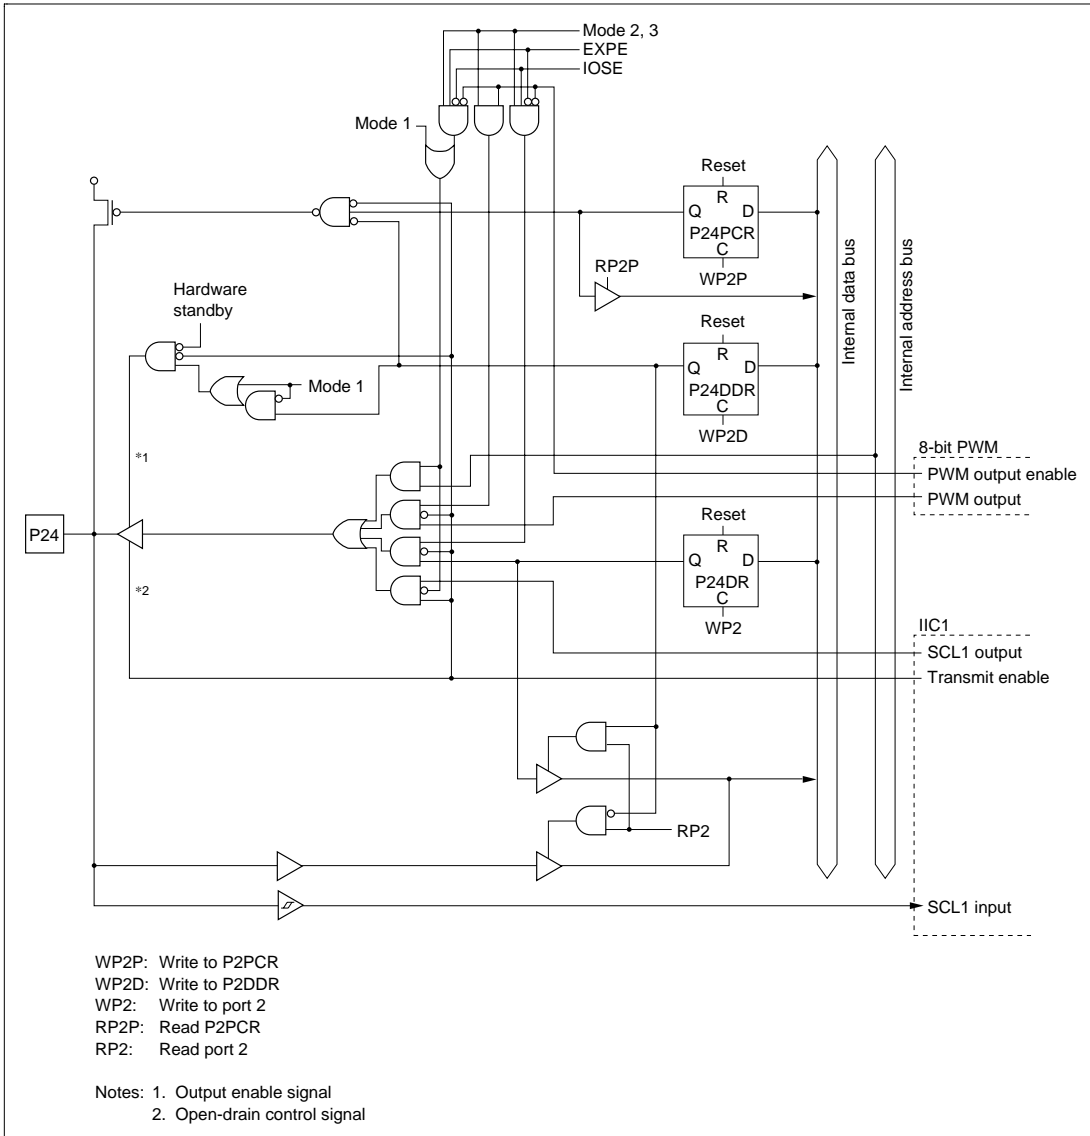 Mode 2, 3
EXPE
IOSE
Mode 1
Reset
R
Q D
P24PCR
C
WP2P
RP2P
Hardware
standby
Reset
R
Q D
P24DDR
C
WP2D
Mode 1
Internal data bus
Internal address bus
8-bit PWM
PWM output enable
PWM output
*1
Reset
R
Q D
P24DR
C
WP2
P24
*2
IIC1
SCL1 output
Transmit enable
RP2
SCL1 input
WP2P: Write to P2PCR
WP2D: Write to P2DDR
WP2: Write to port 2
RP2P: Read P2PCR
RP2: Read port 2
Notes: 1. Output enable signal
2. Open-drain control signal